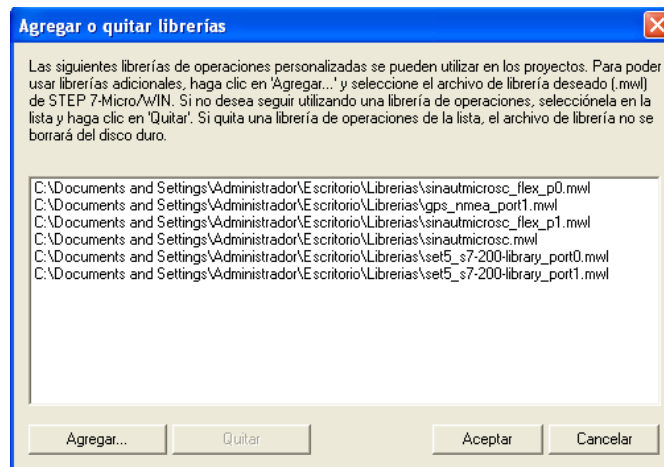 Agregar o quitar librerías
Las siguientes librerías de operaciones personalizadas se pueden utilizar en los proyectos. Para poder
usar librerías adicionales, haga clic en 'Agregar...' y seleccione el archivo de librería deseado (.mwl)
de STEP 7-Micro/WIN. Si no desea seguir utilizando una librería de operaciones, selecciónela en la
lista y haga clic en 'Quitar'. Si quita una librería de operaciones de la lista, el archivo de librería no se
borrará del disco duro.
C:\Documents and Settings\Administrador\Escritorio\Librerias\sinautmicrosc_flex_p0.mwl
C:\Documents and Settings\Administrador\Escritorio\Librerias\gps_nmea_port1.mwl
C:\Documents and Settings\Administrador\Escritorio\Librerias\sinautmicrosc_flex_p1.mwl
C:\Documents and Settings\Administrador\Escritorio\Librerias\sinautmicrosc.mwl
C:\Documents and Settings\Administrador\Escritorio\Librerias\set5_s7-200-library_port0.mwl
C:\Documents and Settings\Administrador\Escritorio\Librerias\set5_s7-200-library_port1.mwl
Agregar... Quitar Aceptar Cancelar